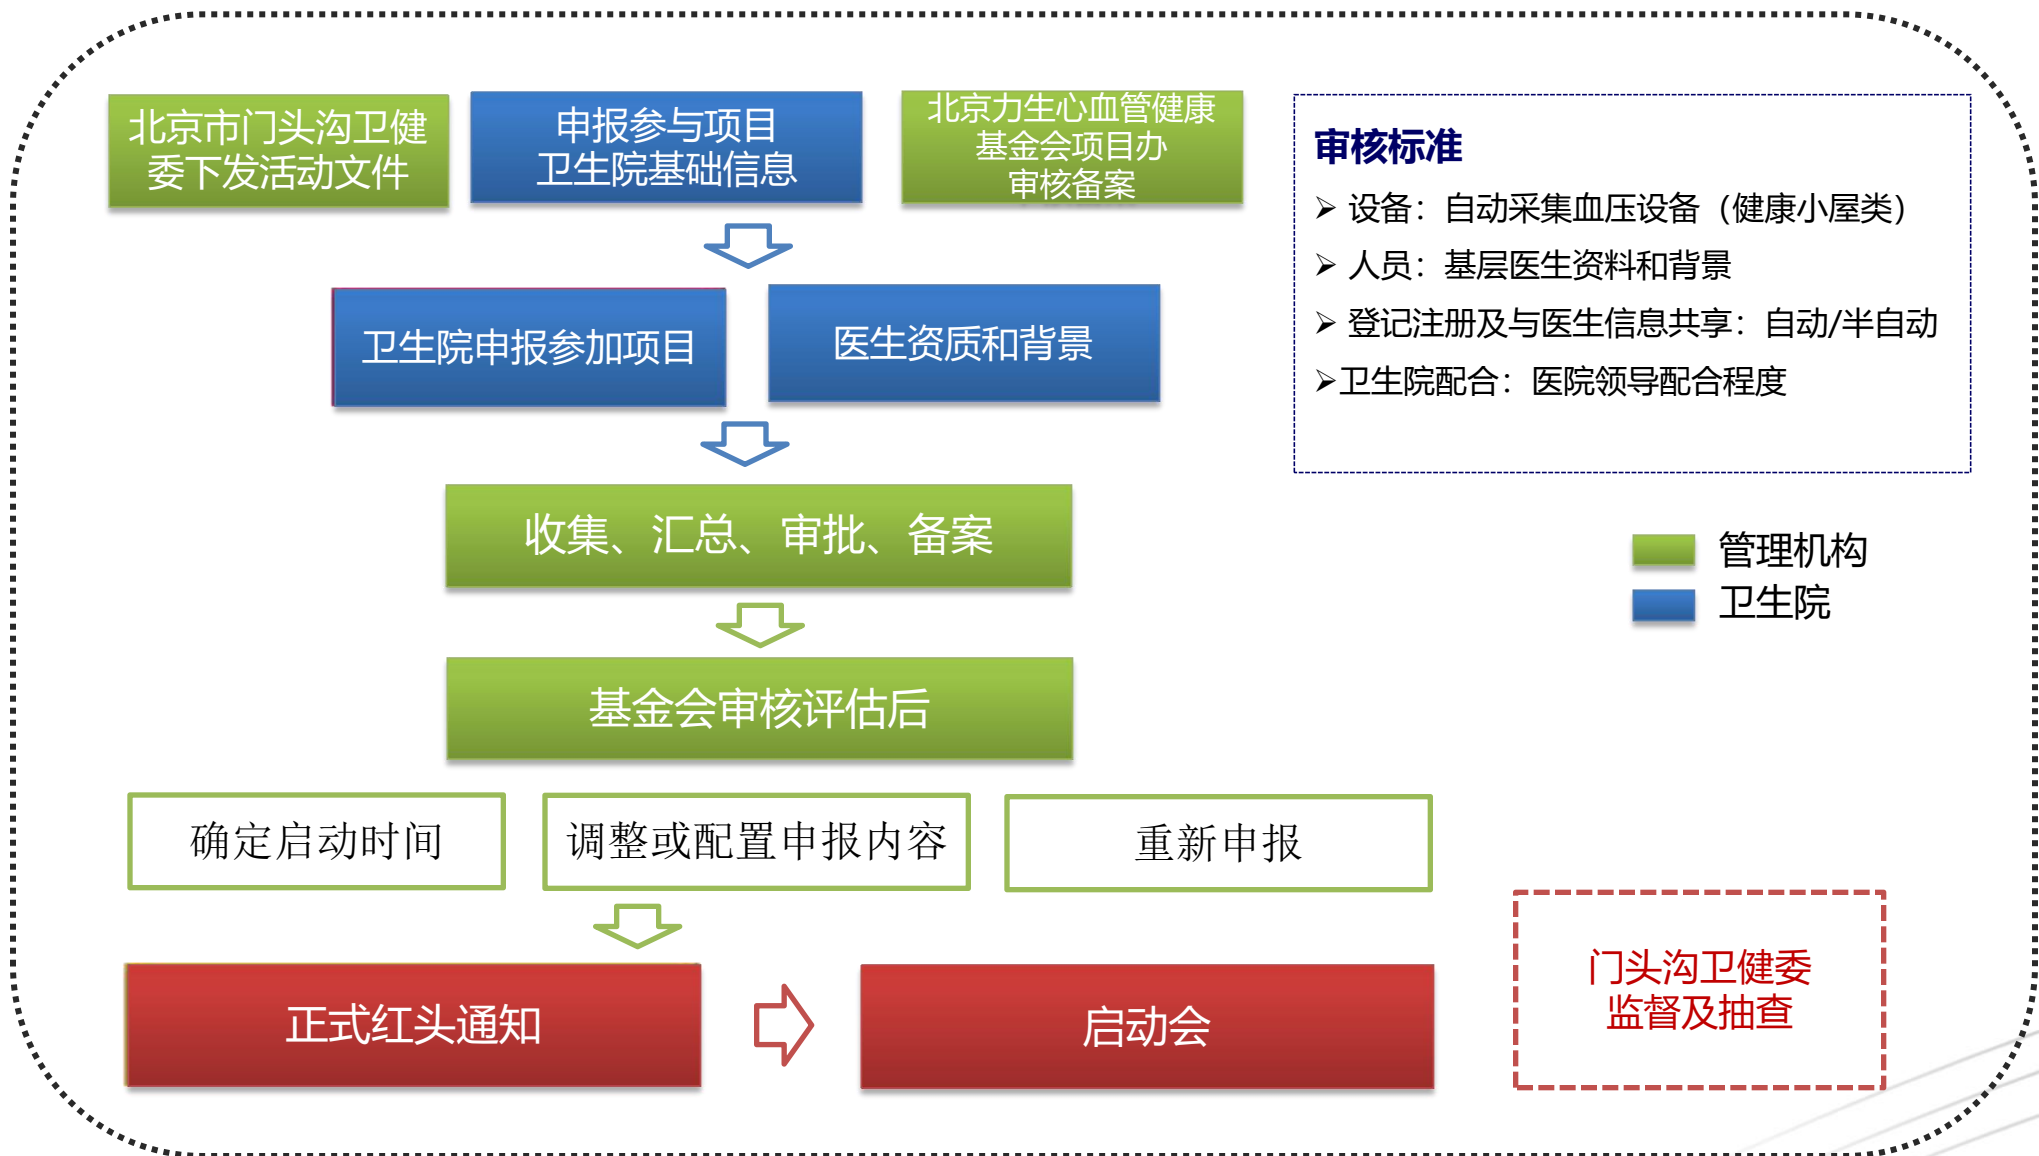 北京市门头沟卫健
委下发活动文件
申报参与项目
卫生院基础信息
北京力生心血管健康
基金会项目办
审核备案
审核标准
➢ 设备：自动采集血压设备（健康小屋类）
➢ 人员：基层医生资料和背景
➢ 登记注册及与医生信息共享：自动/半自动
➢卫生院配合：医院领导配合程度
卫生院申报参加项目
医生资质和背景
收集、汇总、审批、备案
管理机构
卫生院
基金会审核评估后
确定启动时间
调整或配置申报内容
重新申报
正式红头通知
启动会
门头沟卫健委
监督及抽查